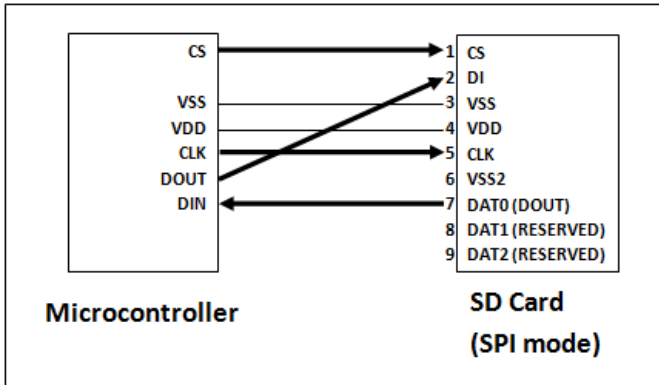 CS
VSS
VDD
CLK
DOUT
DIN
Microcontroller
1 CS
2 DI
3 VSS
4 VDD
5 CLK
6 VSS2
7 DAT0 (DOUT)
8 DAT1 (RESERVED)
9 DAT2 (RESERVED)
SD Card
(SPI mode)